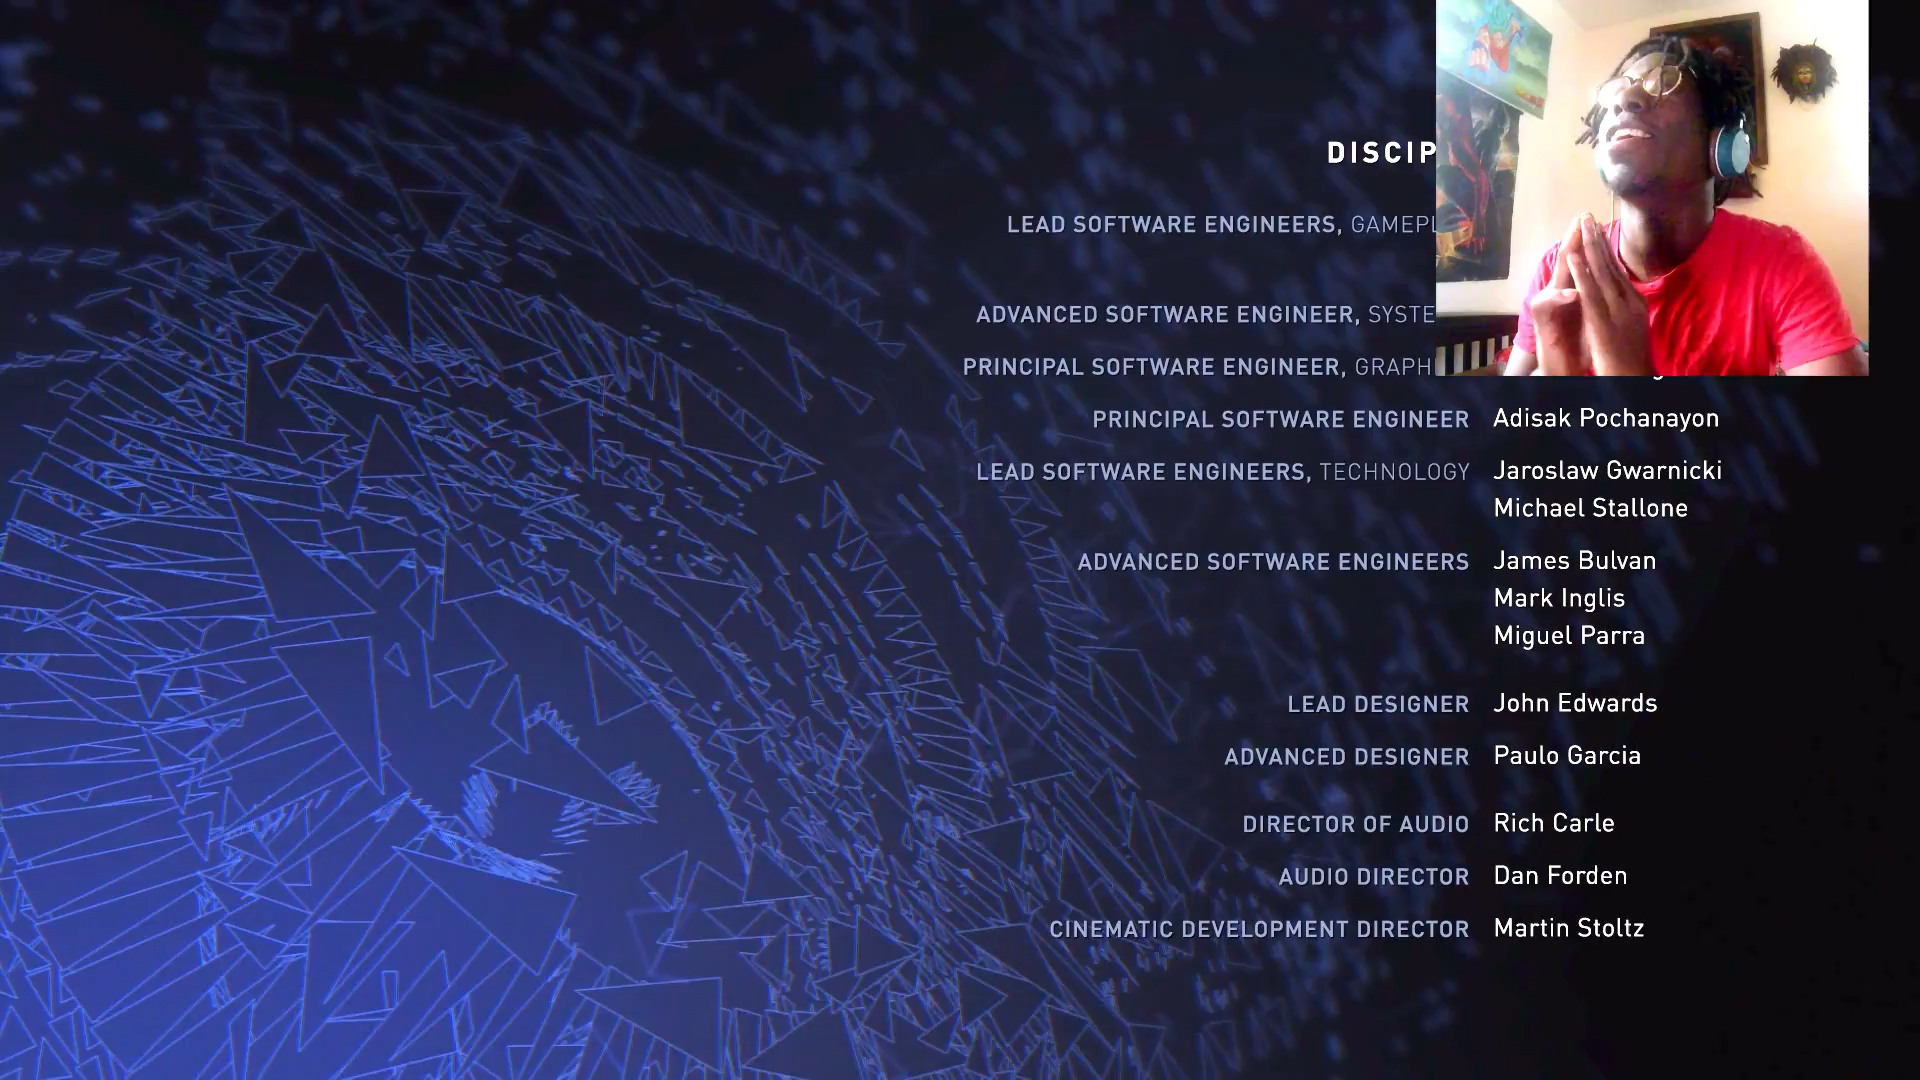 DISCIP
LEAD SOFTWARE ENGINEERS, GAMEPL
ADVANCED SOFTWARE ENGINEER, SYSTE
PRINCIPAL SOFTWARE ENGINEER, GRAPH
PRINCIPAL SOFTWARE ENGINEER Adisak Pochanayon
LEAD SOFTWARE ENGINEERS, TECHNOLOGY Jaroslaw Gwarnicki
Michael Stallone
ADVANCED SOFTWARE ENGINEERS James Bulvan
Mark Inglis
Miguel Parra
LEAD DESIGNER John Edwards
ADVANCED DESIGNER Paulo Garcia
DIRECTOR OF AUDIO Rich Carle
AUDIO DIRECTOR Dan Forden
CINEMATIC DEVELOPMENT DIRECTOR Martin Stoltz